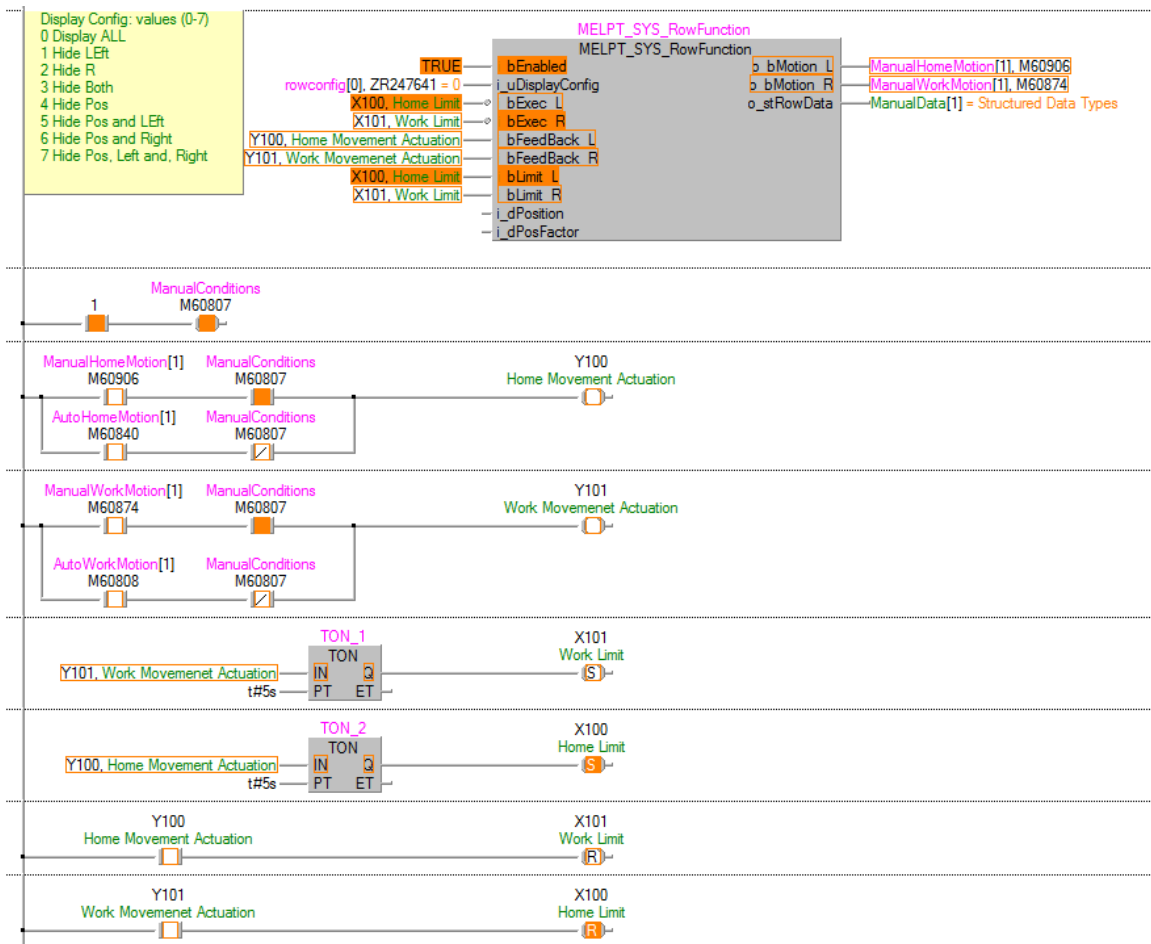 Display Config: values (0-7)
0 Display ALL
1 Hide LEft
2 Hide R
3 Hide Both
4 Hide Pos
5 Hide Pos and LEft
6 Hide Pos and Right
7 Hide Pos, Left and, Right
MELPT_SYS_RowFunction
MELPT_SYS_RowFunction
TRUE bEnabled o_bMotion_L ManualHomeMotion[1], M60906
rowconfig[0], ZR247641 = 0 i_uDisplayConfig o_bMotion_R ManualWorkMotion[1], M60874
X100, Home Limit bExec_L o_stRowData ManualData[1] = Structured Data Types
X101, Work Limit bExec_R
Y100, Home Movement Actuation bFeedBack_L
Y101, Work Movemenet Actuation bFeedBack_R
X100, Home Limit bLimit_L
X101, Work Limit bLimit_R
i_dPosition
i_dPosFactor
ManualConditions
1 M60807
ManualHomeMotion[1] ManualConditions Y100
M60906 M60807 Home Movement Actuation
AutoHomeMotion[1] ManualConditions
M60840 M60807
ManualWorkMotion[1] ManualConditions Y101
M60874 M60807 Work Movemenet Actuation
AutoWorkMotion[1] ManualConditions
M60808 M60807
TON_1 X101
TON Work Limit
Y101, Work Movemenet Actuation IN Q S
t#5s PT ET
TON_2 X100
TON Home Limit
Y100, Home Movement Actuation IN Q S
t#5s PT ET
Y100 X101
Home Movement Actuation Work Limit
R
Y101 X100
Work Movemenet Actuation Home Limit
R